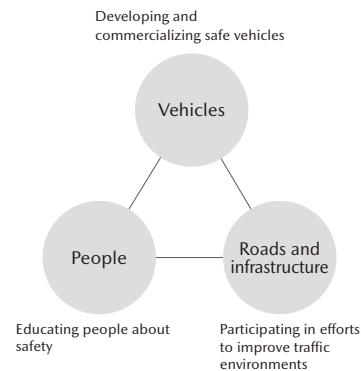 Developing and
commercializing safe vehicles
Vehicles
People
Roads and
infrastructure
Educating people about
safety
Participating in efforts
to improve traffic
environments